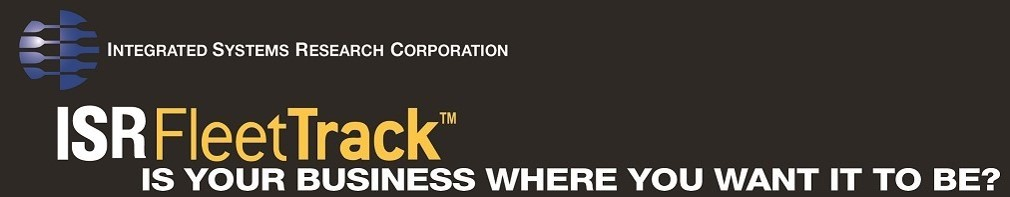 INTEGRATED SYSTEMS RESEARCH CORPORATION
ISR FleetTrack™
IS YOUR BUSINESS WHERE YOU WANT IT TO BE?